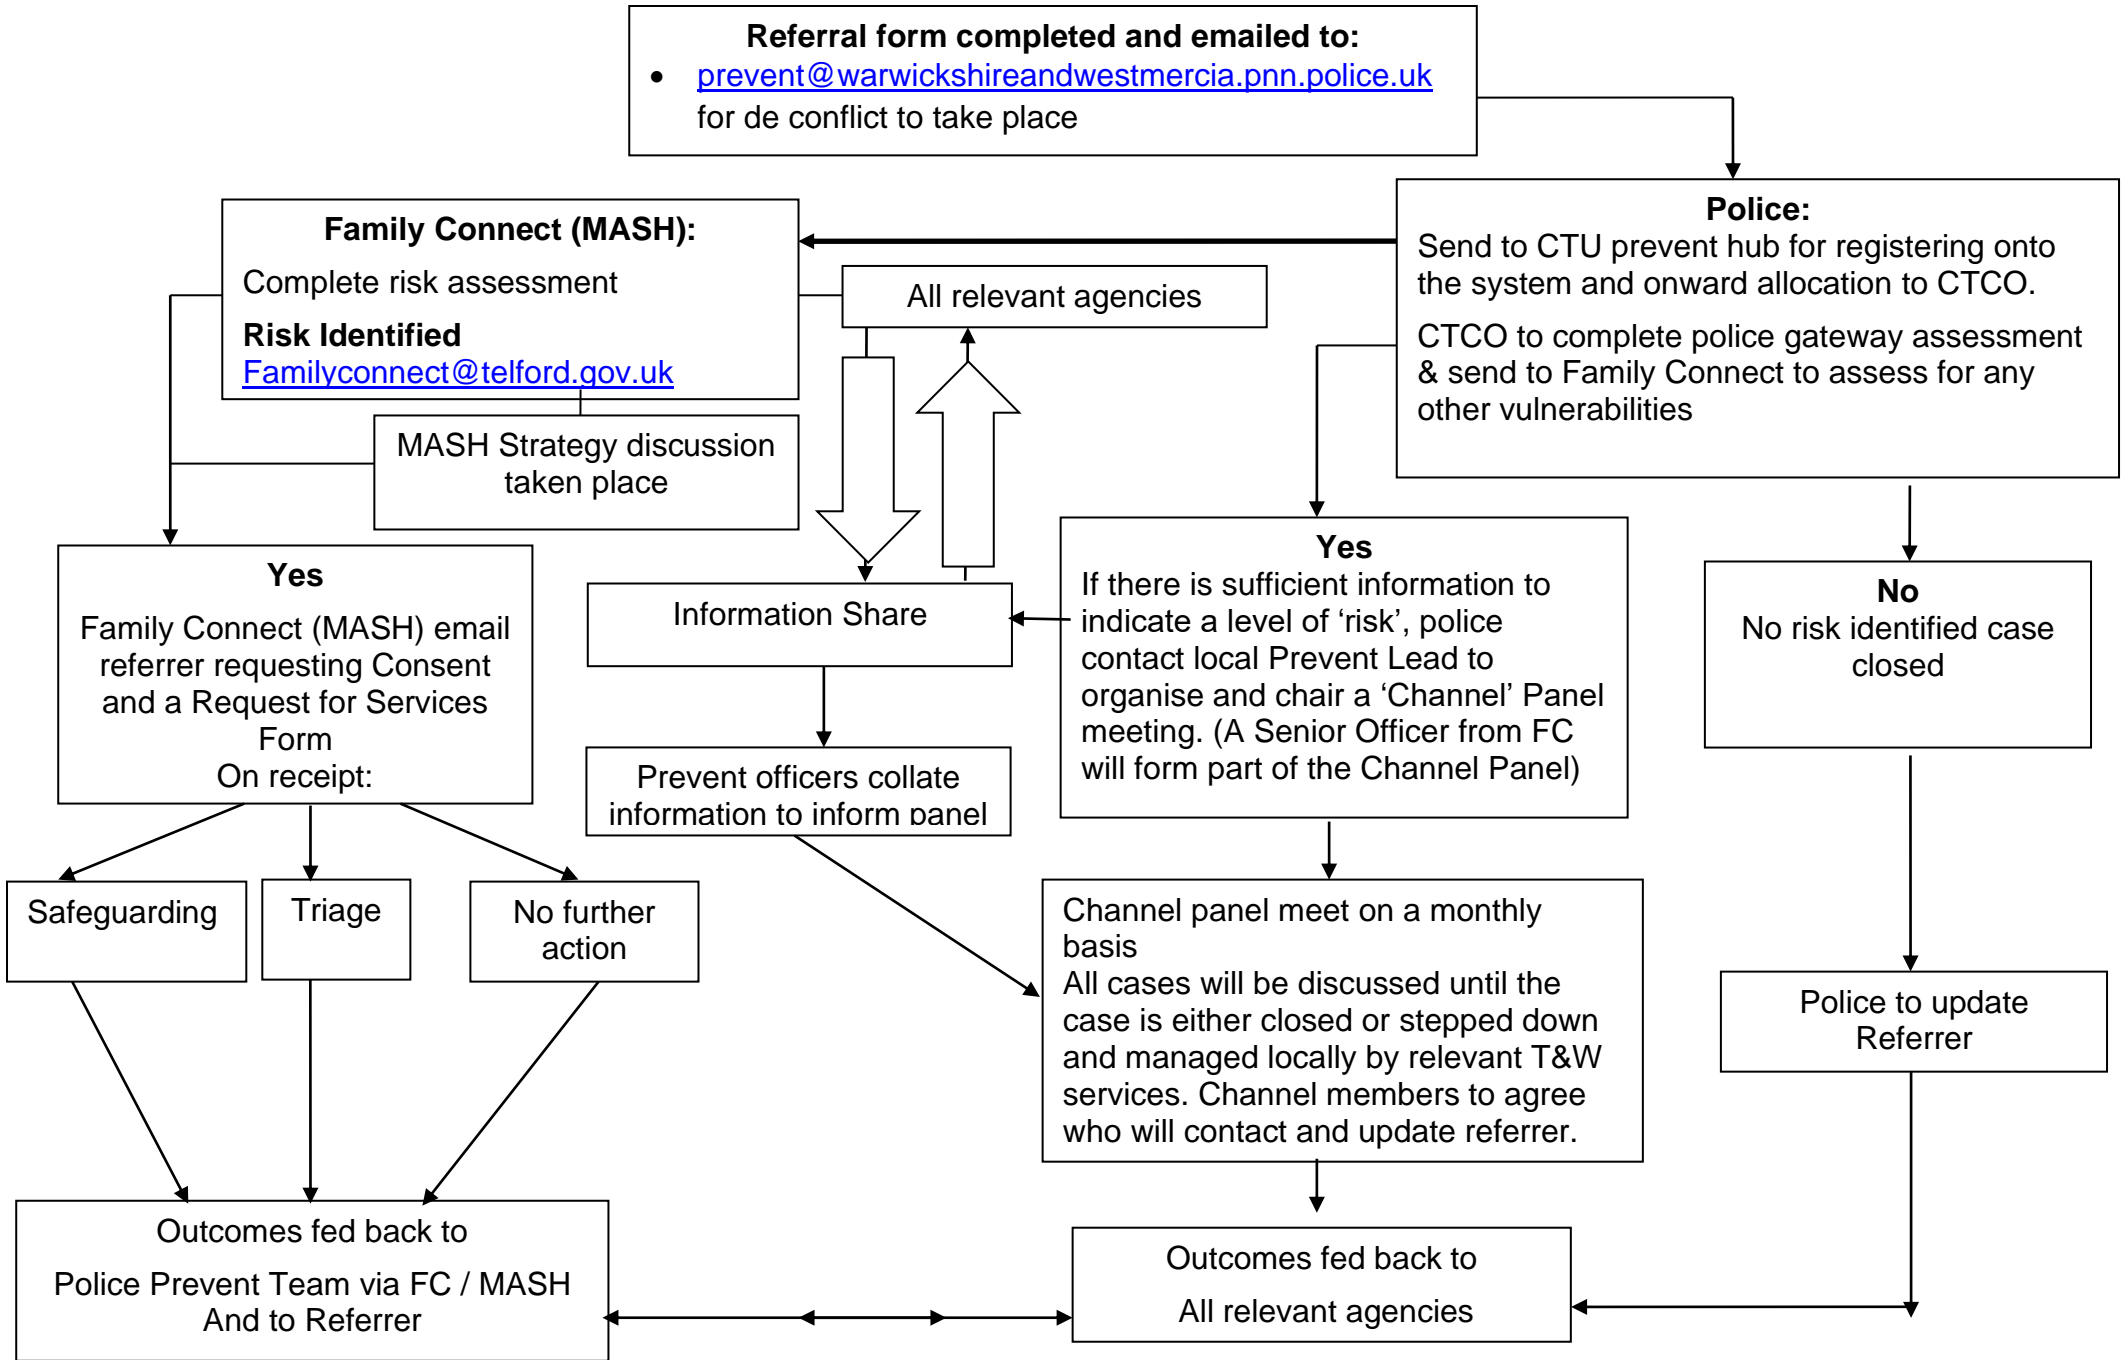 Referral form completed and emailed to:
• prevent@warwickshireandwestmercia.pnn.police.uk
for de conflict to take place
Police:
Send to CTU prevent hub for registering onto
the system and onward allocation to CTCO.
CTCO to complete police gateway assessment
& send to Family Connect to assess for any
other vulnerabilities
Family Connect (MASH):
Complete risk assessment
Risk Identified
Familyconnect@telford.gov.uk
All relevant agencies
MASH Strategy discussion
taken place
Yes
Family Connect (MASH) email
referrer requesting Consent
and a Request for Services
Form
On receipt:
Information Share
Yes
If there is sufficient information to
indicate a level of ‘risk’, police
contact local Prevent Lead to
organise and chair a ‘Channel’ Panel
meeting. (A Senior Officer from FC
will form part of the Channel Panel)
No
No risk identified case
closed
Prevent officers collate
information to inform panel
Safeguarding
Triage
No further
action
Channel panel meet on a monthly
basis
All cases will be discussed until the
case is either closed or stepped down
and managed locally by relevant T&W
services. Channel members to agree
who will contact and update referrer.
Police to update
Referrer
Outcomes fed back to
Police Prevent Team via FC / MASH
And to Referrer
Outcomes fed back to
All relevant agencies